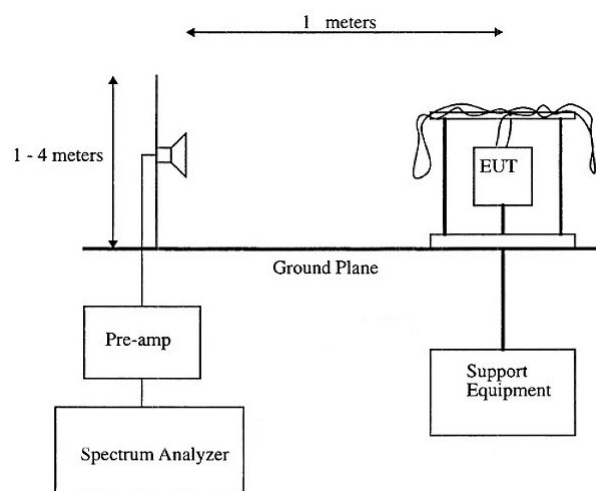 1 meters
1 - 4 meters
EUT
Ground Plane
Pre-amp
Support
Equipment
Spectrum Analyzer